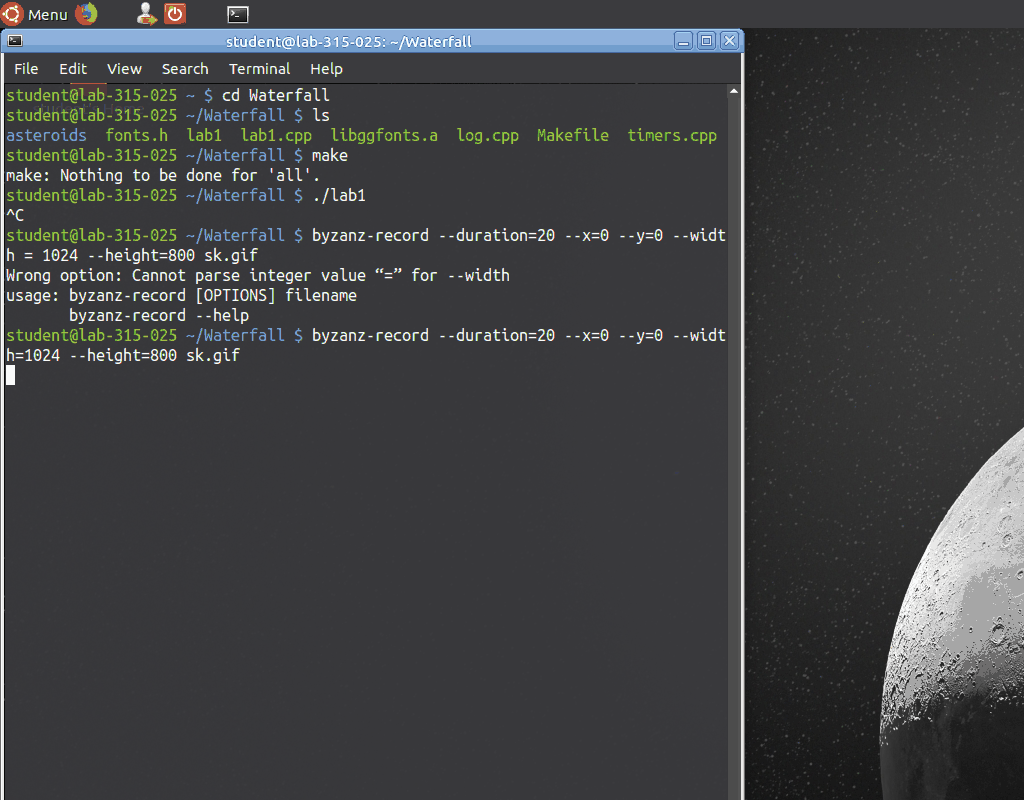 Menu
student@lab-315-025: ~/Waterfall
File Edit View Search Terminal Help
student@lab-315-025 ~ $ cd Waterfall
student@lab-315-025 ~/Waterfall $ ls
asteroids fonts.h lab1 lab1.cpp libggfonts.a log.cpp Makefile timers.cpp
student@lab-315-025 ~/Waterfall $ make
make: Nothing to be done for 'all'.
student@lab-315-025 ~/Waterfall $ ./lab1
^C
student@lab-315-025 ~/Waterfall $ byzanz-record --duration=20 --x=0 --y=0 --widt
h = 1024 --height=800 sk.gif
Wrong option: Cannot parse integer value “=” for --width
usage: byzanz-record [OPTIONS] filename
byzanz-record --help
student@lab-315-025 ~/Waterfall $ byzanz-record --duration=20 --x=0 --y=0 --widt
h=1024 --height=800 sk.gif